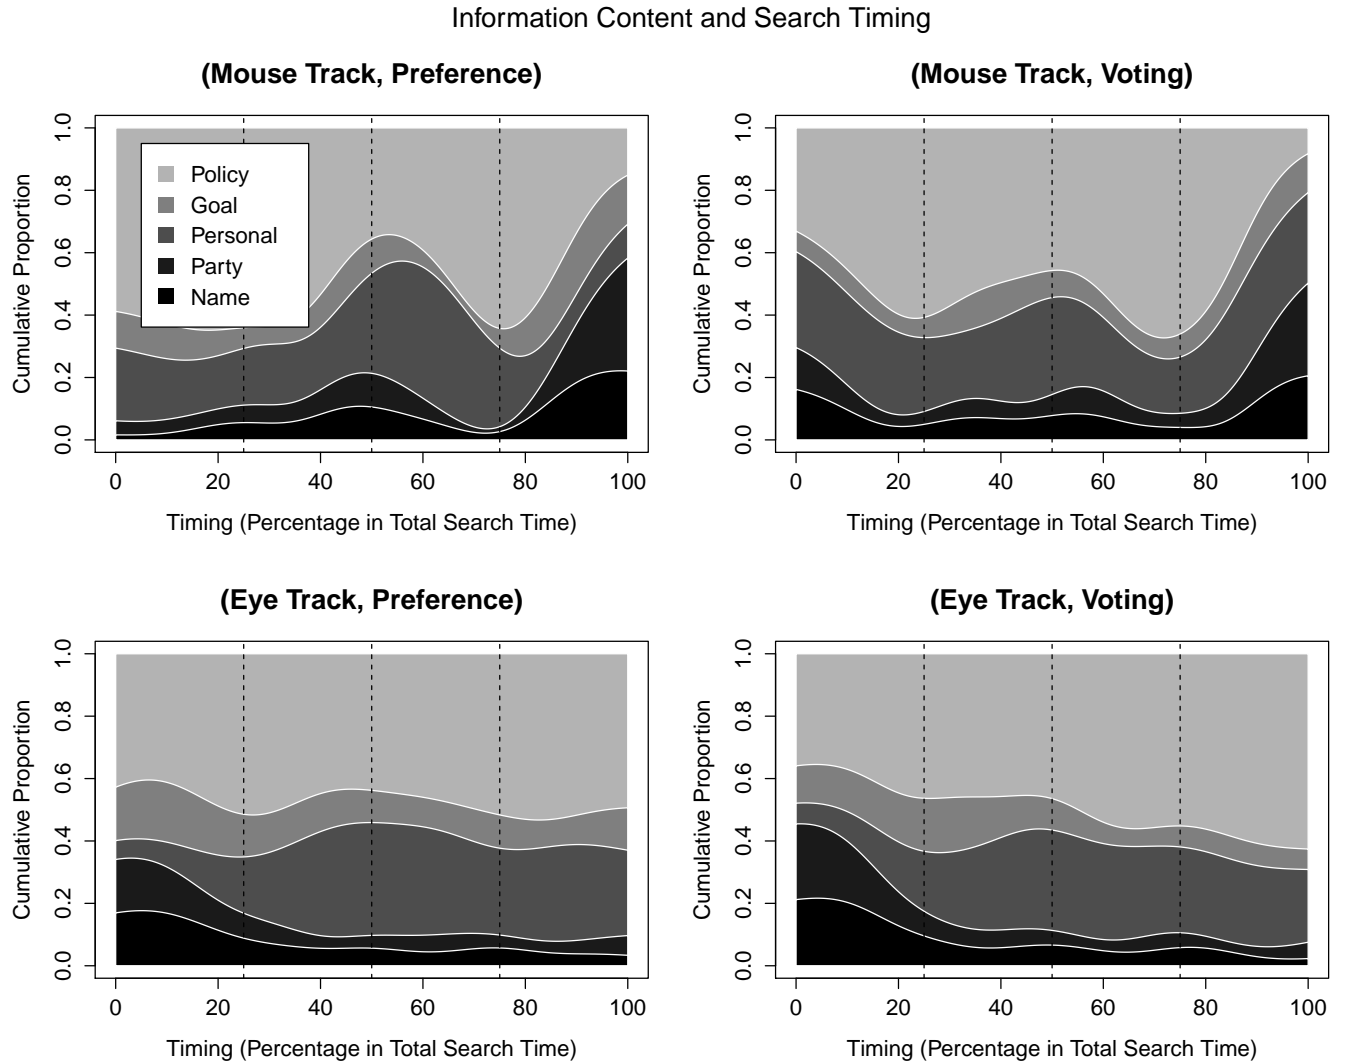 Information Content and Search Timing
(Mouse Track, Preference)
Cumulative Proportion
0.0 0.2 0.4 0.6 0.8 1.0
Policy
Goal
Personal
Party
Name
0 20 40 60 80 100
Timing (Percentage in Total Search Time)
(Mouse Track, Voting)
Cumulative Proportion
0.0 0.2 0.4 0.6 0.8 1.0
0 20 40 60 80 100
Timing (Percentage in Total Search Time)
(Eye Track, Preference)
Cumulative Proportion
0.0 0.2 0.4 0.6 0.8 1.0
0 20 40 60 80 100
Timing (Percentage in Total Search Time)
(Eye Track, Voting)
Cumulative Proportion
0.0 0.2 0.4 0.6 0.8 1.0
0 20 40 60 80 100
Timing (Percentage in Total Search Time)